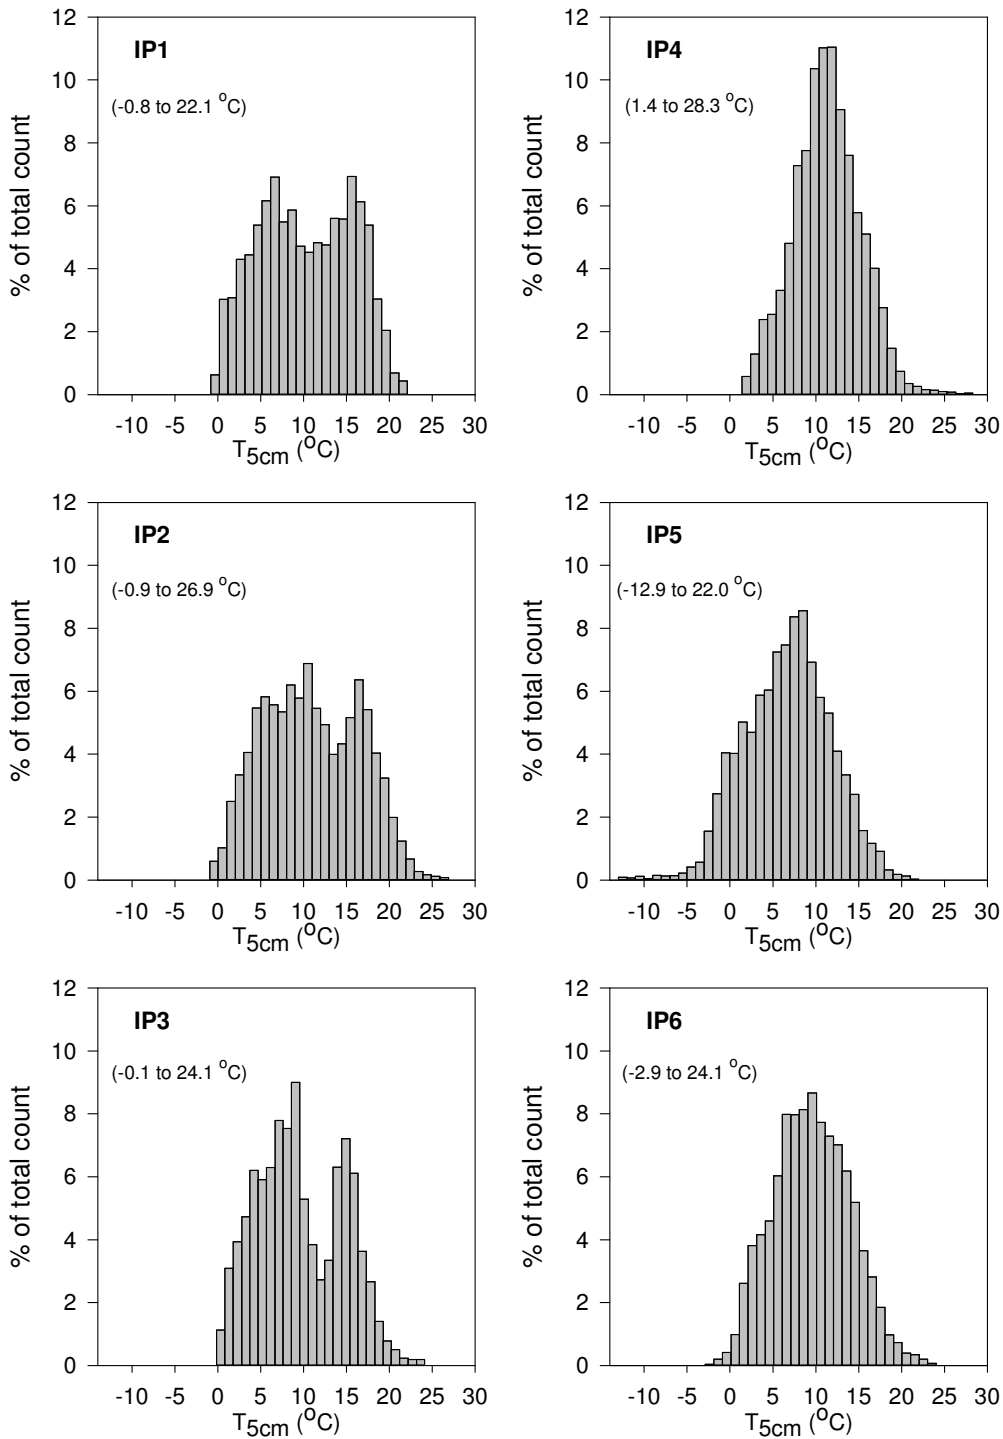 IP1
(-0.8 to 22.1 °C)
% of total count
12
10
8
6
4
2
0
-10 -5 0 5 10 15 20 25 30
T5cm (°C)
IP4
(1.4 to 28.3 °C)
% of total count
12
10
8
6
4
2
0
-10 -5 0 5 10 15 20 25 30
T5cm (°C)
IP2
(-0.9 to 26.9 °C)
% of total count
12
10
8
6
4
2
0
-10 -5 0 5 10 15 20 25 30
T5cm (°C)
IP5
(-12.9 to 22.0 °C)
% of total count
12
10
8
6
4
2
0
-10 -5 0 5 10 15 20 25 30
T5cm (°C)
IP3
(-0.1 to 24.1 °C)
% of total count
12
10
8
6
4
2
0
-10 -5 0 5 10 15 20 25 30
T5cm (°C)
IP6
(-2.9 to 24.1 °C)
% of total count
12
10
8
6
4
2
0
-10 -5 0 5 10 15 20 25 30
T5cm (°C)